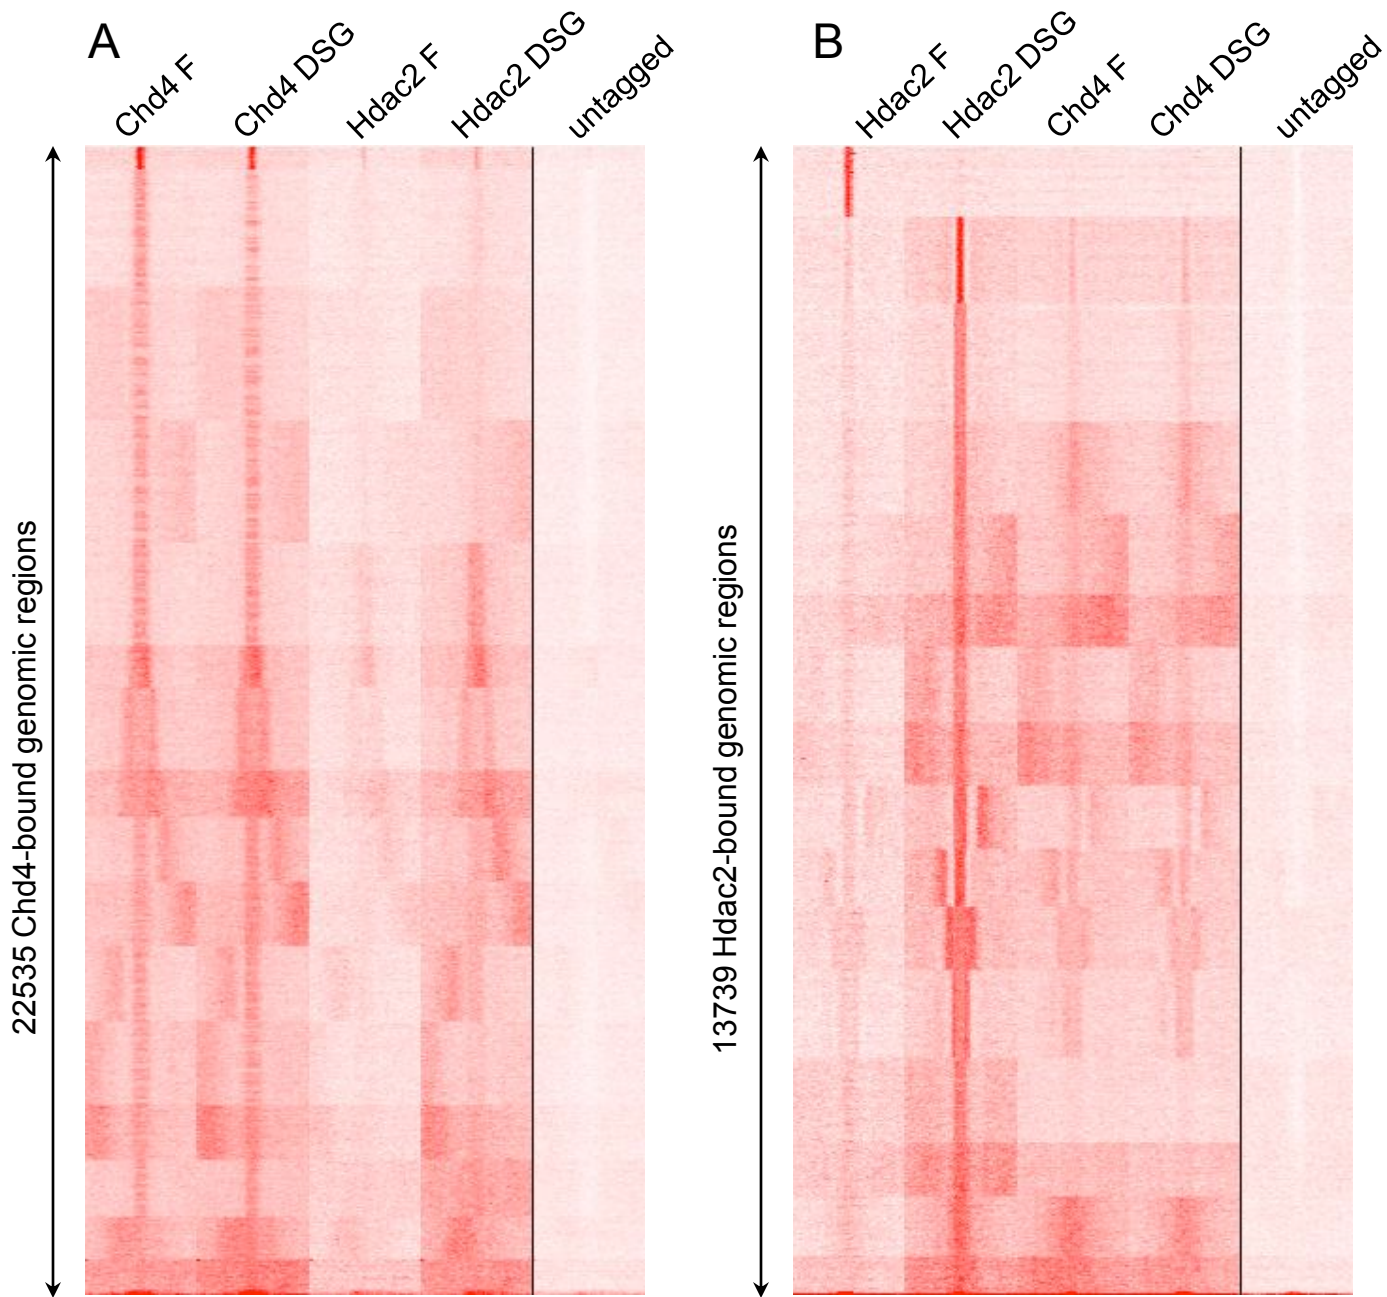 A
Chd4 F
Chd4 DSG
Hdac2 F
Hdac2 DSG
untagged
22535 Chd4-bound genomic regions
B
Hdac2 F
Hdac2 DSG
Chd4 F
Chd4 DSG
untagged
13739 Hdac2-bound genomic regions